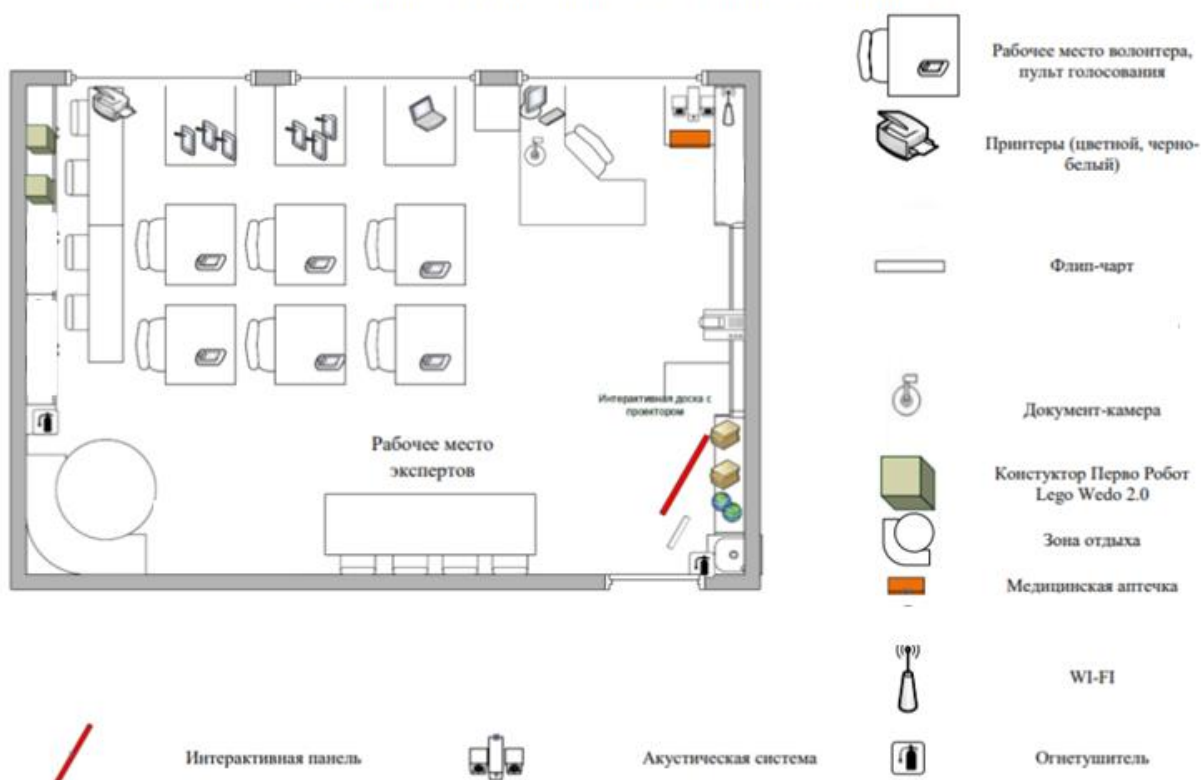 Рабочее место волонтера,
пульт голосования
Принтеры (цветной, черно-
белый)
Флип-чарт
Интерактивная доска с
проектором
Документ-камера
Рабочее место
экспертов
Констуктор Перво Робот
Lego Wedo 2.0
Зона отдыха
Медицинская аптечка
WI-FI
Интерактивная панель
Акустическая система
Огнетушитель